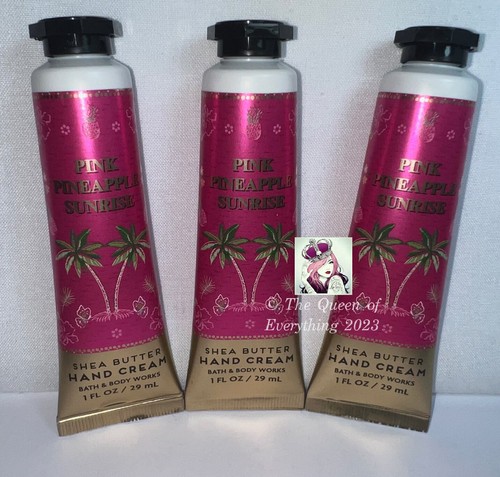 PINK
PINEAPPLE
SUNRISE
SHEA BUTTER
HAND CREAM
BATH & BODY WORKS
1 FL OZ / 29 mL
PINK
PINEAPPLE
SUNRISE
SHEA BUTTER
HAND CREAM
BATH & BODY WORKS
1 FL OZ / 29 mL
PINK
PINEAPPLE
SUNRISE
SHEA BUTTER
HAND CREAM
BATH & BODY WORKS
1 FL OZ / 29 mL
© The Queen of
Everything 2023